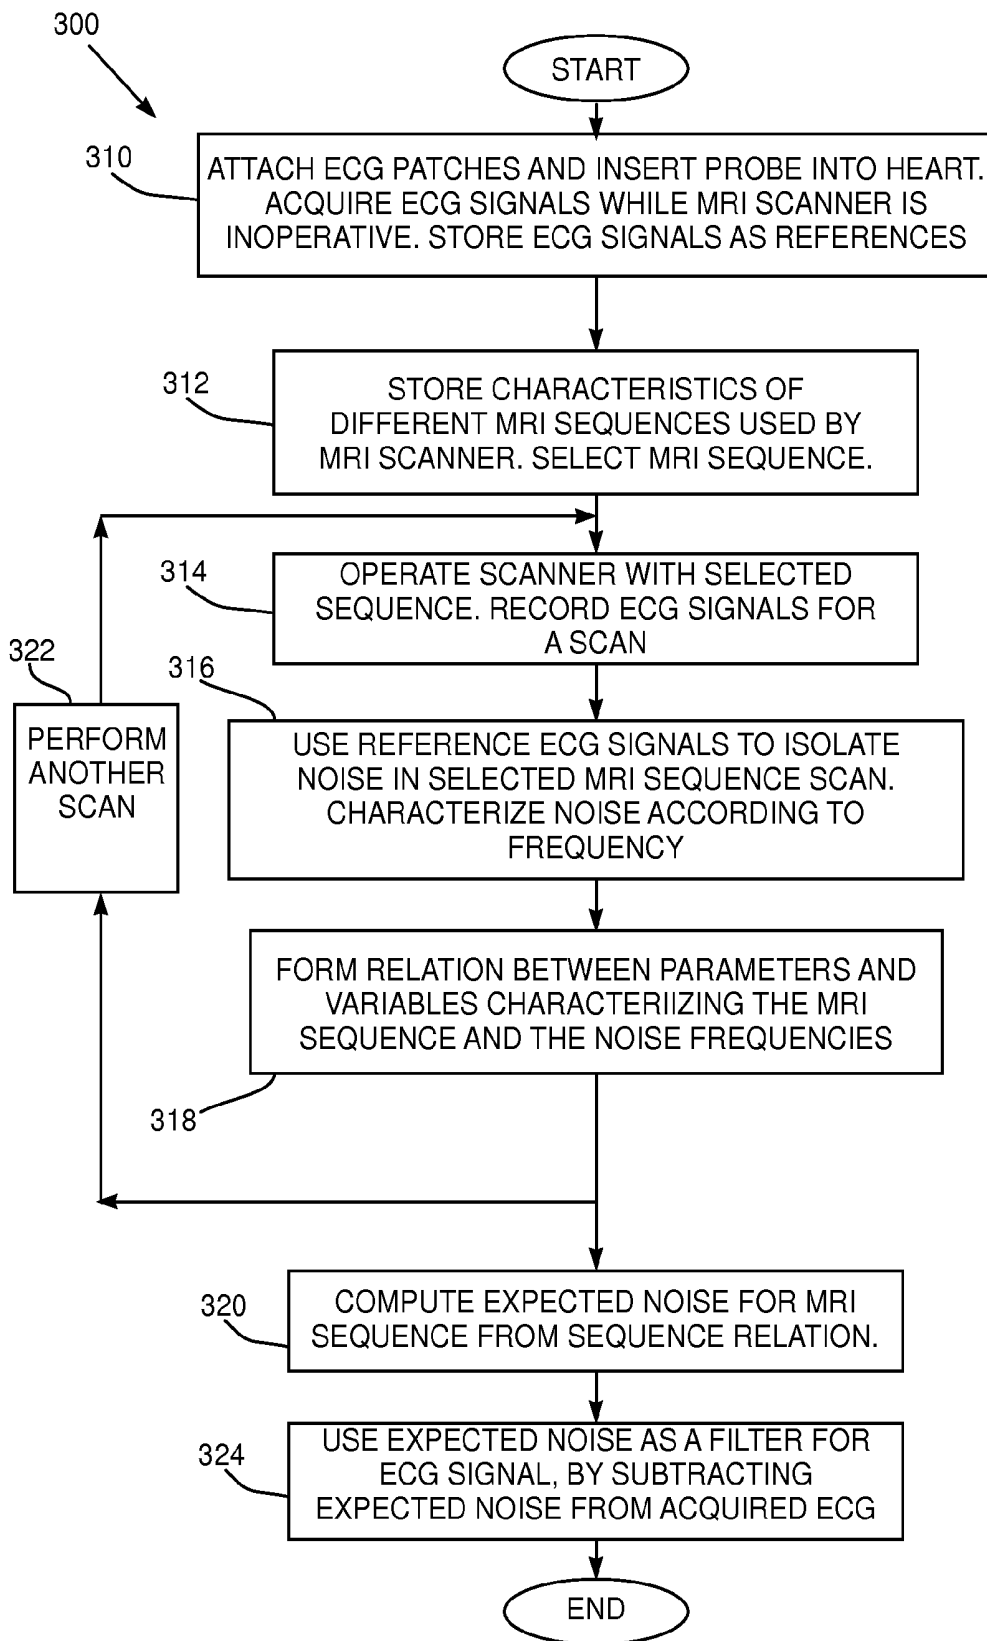 300
START
310
ATTACH ECG PATCHES AND INSERT PROBE INTO HEART.
ACQUIRE ECG SIGNALS WHILE MRI SCANNER IS
INOPERATIVE. STORE ECG SIGNALS AS REFERENCES
312
STORE CHARACTERISTICS OF
DIFFERENT MRI SEQUENCES USED BY
MRI SCANNER. SELECT MRI SEQUENCE.
314
OPERATE SCANNER WITH SELECTED
SEQUENCE. RECORD ECG SIGNALS FOR
A SCAN
322
PERFORM
ANOTHER
SCAN
316
USE REFERENCE ECG SIGNALS TO ISOLATE
NOISE IN SELECTED MRI SEQUENCE SCAN.
CHARACTERIZE NOISE ACCORDING TO
FREQUENCY
FORM RELATION BETWEEN PARAMETERS AND
VARIABLES CHARACTERIIZING THE MRI
SEQUENCE AND THE NOISE FREQUENCIES
318
320
COMPUTE EXPECTED NOISE FOR MRI
SEQUENCE FROM SEQUENCE RELATION.
324
USE EXPECTED NOISE AS A FILTER FOR
ECG SIGNAL, BY SUBTRACTING
EXPECTED NOISE FROM ACQUIRED ECG
END